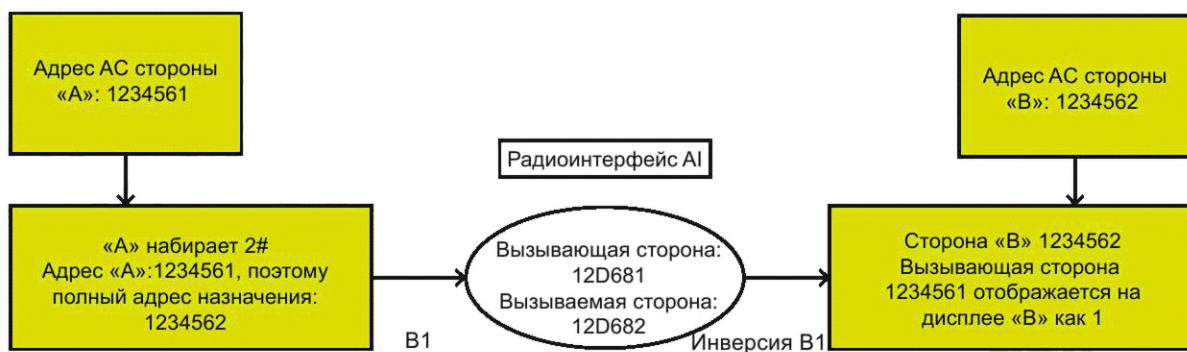 Адрес АС стороны
«А»: 1234561
Адрес АС стороны
«В»: 1234562
Радиоинтерфейс AI
«А» набирает 2#
Адрес «А»:1234561, поэтому
полный адрес назначения:
1234562
Вызывающая сторона:
12D681
Вызываемая сторона:
12D682
Сторона «В» 1234562
Вызывающая сторона
1234561 отображается на
дисплее «В» как 1
В1
Инверсия В1